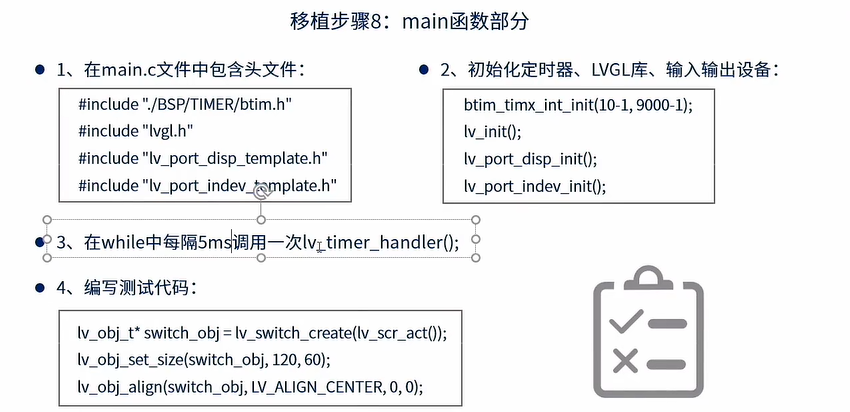 移植步骤8：main函数部分
1、在main.c文件中包含头文件：
#include "./BSP/TIMER/btim.h"
#include "lvgl.h"
#include "lv_port_disp_template.h"
#include "lv_port_indev_template.h"
2、初始化定时器、LVGL库、输入输出设备：
btim_timx_int_init(10-1, 9000-1);
lv_init();
lv_port_disp_init();
lv_port_indev_init();
3、在while中每隔5ms调用一次lv_timer_handler();
4、编写测试代码：
lv_obj_t* switch_obj = lv_switch_create(lv_scr_act());
lv_obj_set_size(switch_obj, 120, 60);
lv_obj_align(switch_obj, LV_ALIGN_CENTER, 0, 0);